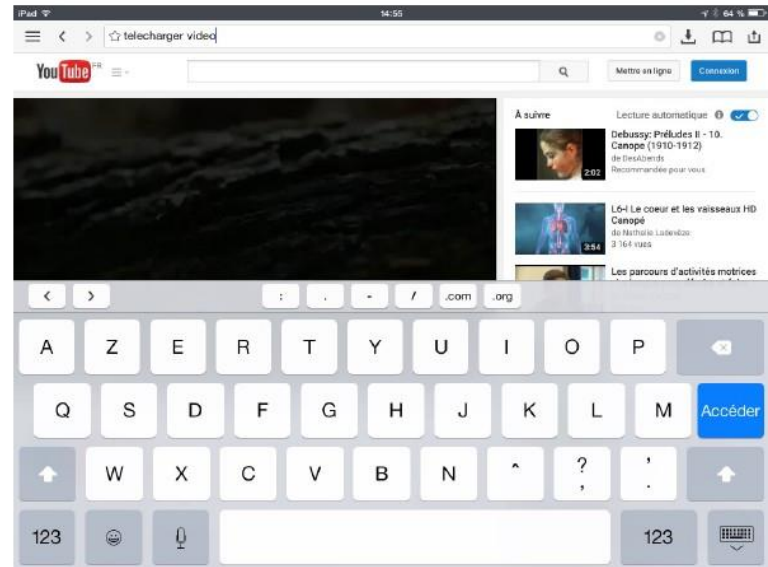 iPad 14:55 64 %
telecharger video
YouTube FR Mettre en ligne Connexion
À suivre Lecture automatique
Debussy: Préludes II - 10.
Canope (1910-1912)
de DesAbends
Recommandée pour vous
2:02
L6-I Le coeur et les vaisseaux HD
Canopé
de Nathalie Ladevèze
3 164 vues
3:54
Les parcours d'activités motrices
< > : . - / .com .org
A Z E R T Y U I O P
Q S D F G H J K L M Accéder
W X C V B N ^ ? , ' .
123 123